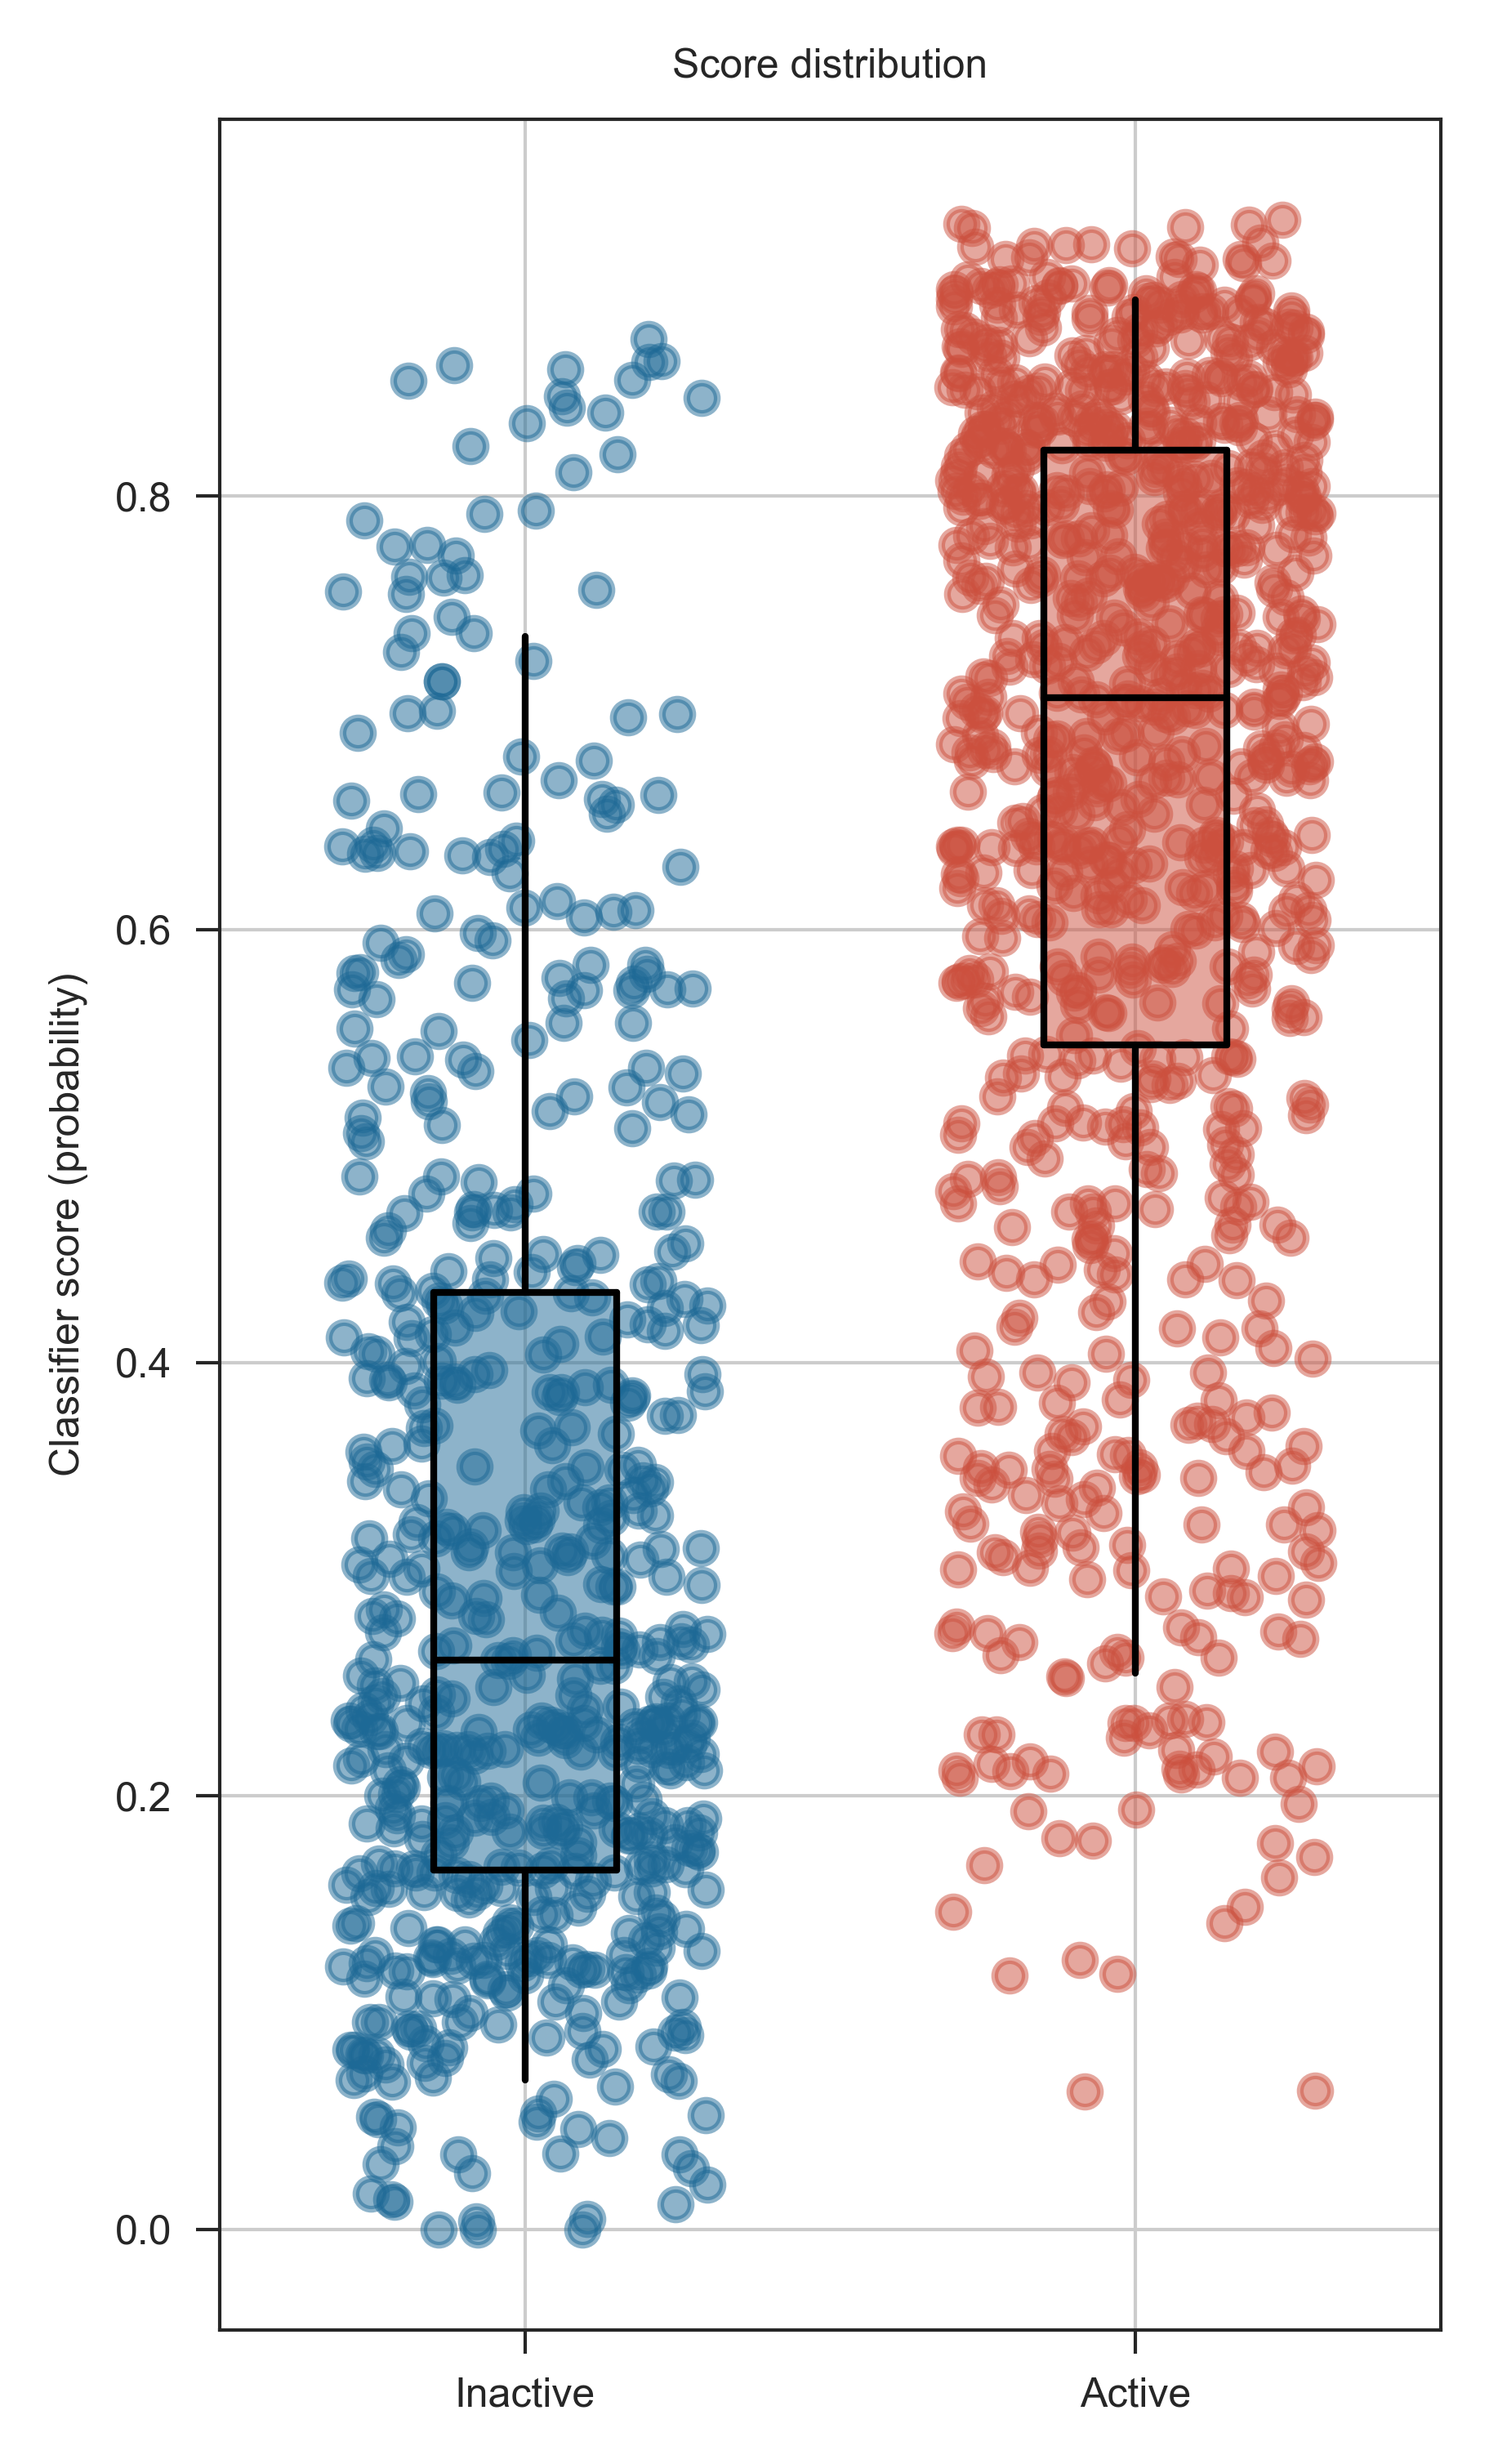 Score distribution
Classifier score (probability)
0.8
0.6
0.4
0.2
0.0
Inactive
Active